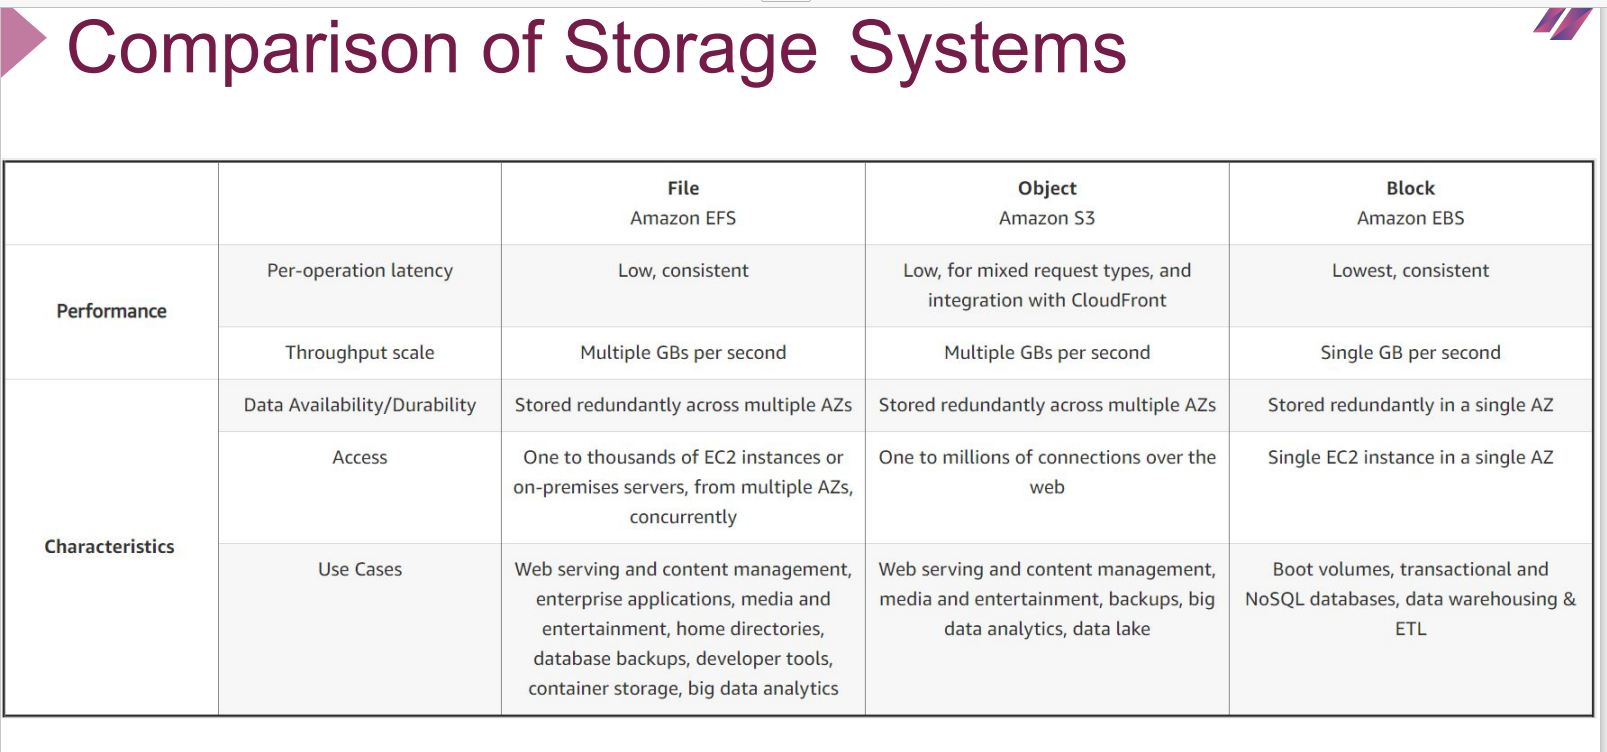 Comparison of Storage Systems
File
Amazon EFS
Object
Amazon S3
Block
Amazon EBS
Performance
Per-operation latency
Low, consistent
Low, for mixed request types, and
integration with CloudFront
Lowest, consistent
Throughput scale
Multiple GBs per second
Multiple GBs per second
Single GB per second
Characteristics
Data Availability/Durability
Stored redundantly across multiple AZs
Stored redundantly across multiple AZs
Stored redundantly in a single AZ
Access
One to thousands of EC2 instances or
on-premises servers, from multiple AZs,
concurrently
One to millions of connections over the
web
Single EC2 instance in a single AZ
Use Cases
Web serving and content management,
enterprise applications, media and
entertainment, home directories,
database backups, developer tools,
container storage, big data analytics
Web serving and content management,
media and entertainment, backups, big
data analytics, data lake
Boot volumes, transactional and
NoSQL databases, data warehousing &
ETL